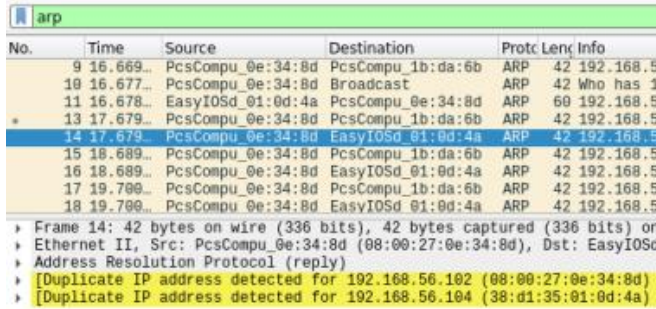 arp
No. Time Source Destination Protc Leng Info
9 16.669… PcsCompu_0e:34:8d PcsCompu_1b:da:6b ARP 42 192.168.5
10 16.677… PcsCompu_0e:34:8d Broadcast ARP 42 Who has 1
11 16.678… EasyIOSd_01:0d:4a PcsCompu_0e:34:8d ARP 60 192.168.5
13 17.679… PcsCompu_0e:34:8d PcsCompu_1b:da:6b ARP 42 192.168.5
14 17.679… PcsCompu_0e:34:8d EasyIOSd_01:0d:4a ARP 42 192.168.5
15 18.689… PcsCompu_0e:34:8d PcsCompu_1b:da:6b ARP 42 192.168.5
16 18.689… PcsCompu_0e:34:8d EasyIOSd_01:0d:4a ARP 42 192.168.5
17 19.700… PcsCompu_0e:34:8d PcsCompu_1b:da:6b ARP 42 192.168.5
18 19.700… PcsCompu_0e:34:8d EasyIOSd_01:0d:4a ARP 42 192.168.5
Frame 14: 42 bytes on wire (336 bits), 42 bytes captured (336 bits) on
Ethernet II, Src: PcsCompu_0e:34:8d (08:00:27:0e:34:8d), Dst: EasyIOSd
Address Resolution Protocol (reply)
[Duplicate IP address detected for 192.168.56.102 (08:00:27:0e:34:8d)
[Duplicate IP address detected for 192.168.56.104 (38:d1:35:01:0d:4a)